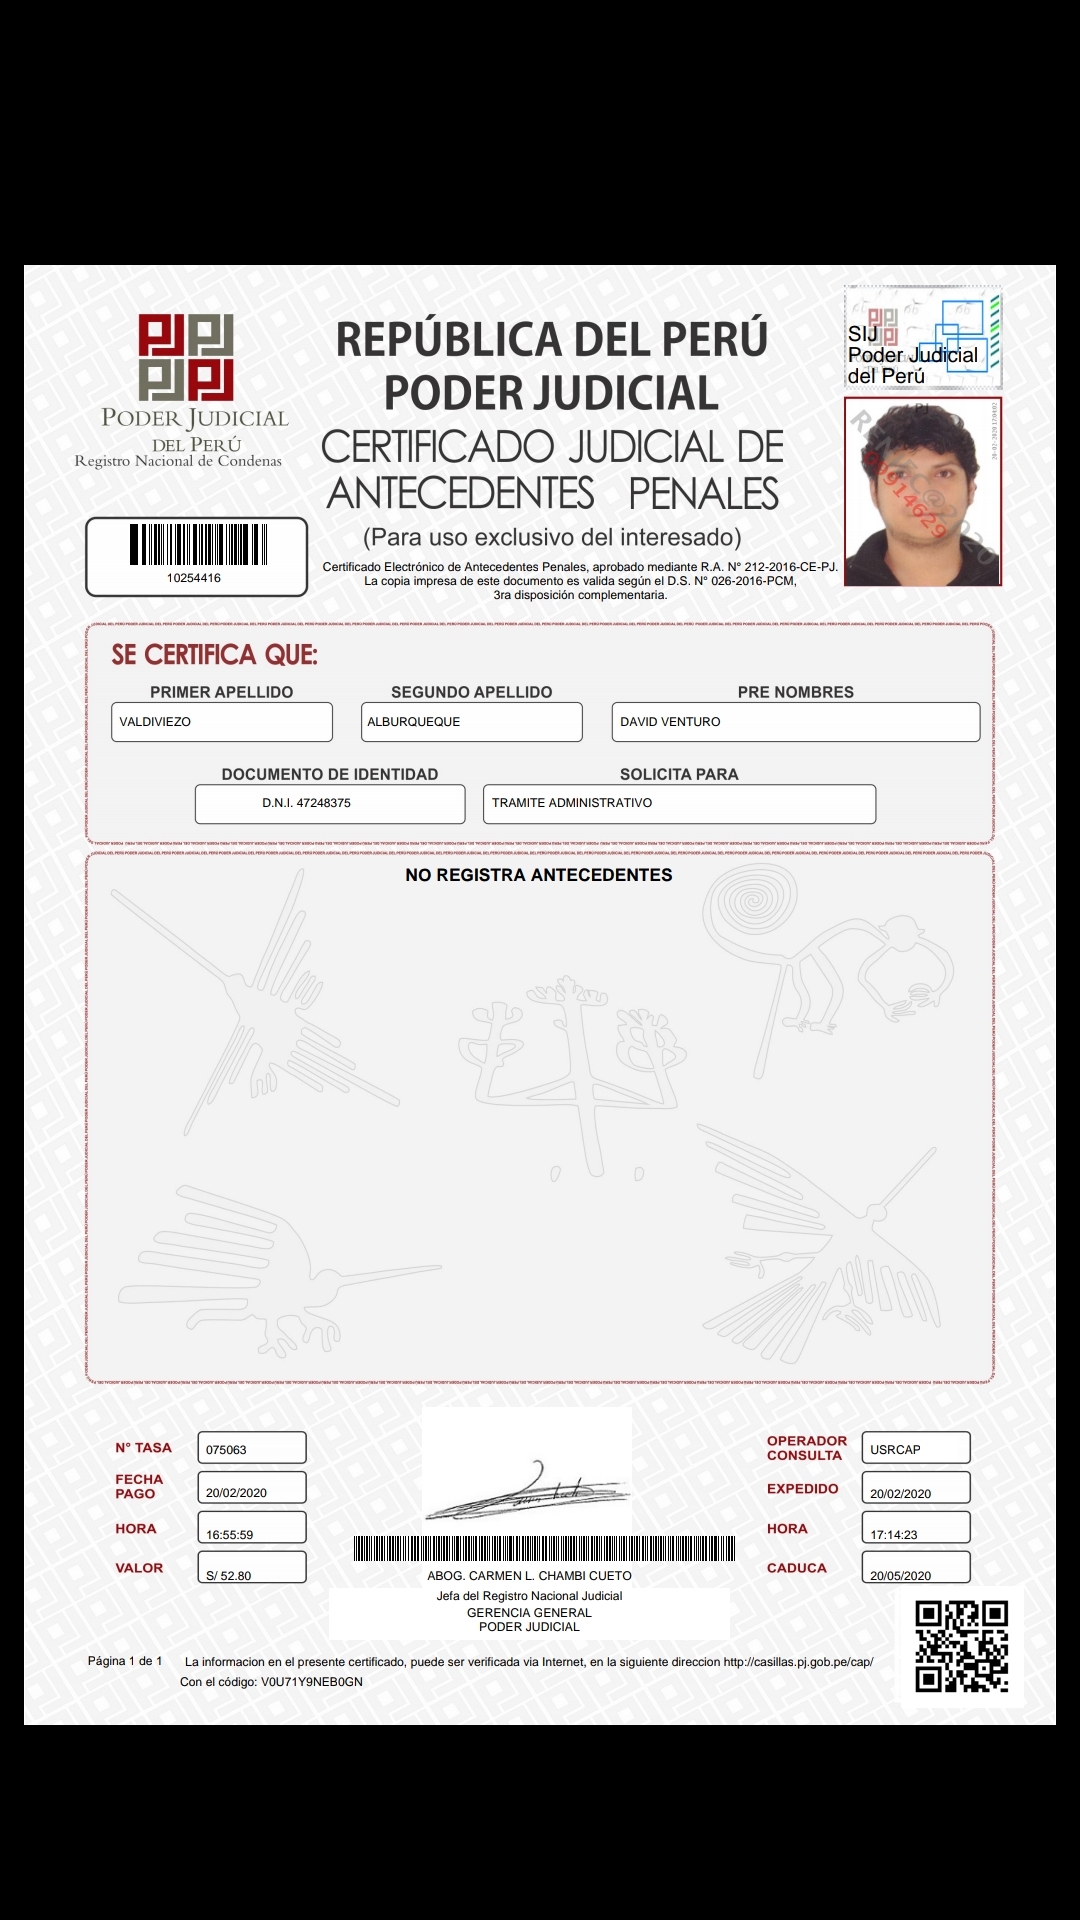 PODER JUDICIAL
DEL PERÚ
Registro Nacional de Condenas
10254416
REPÚBLICA DEL PERÚ
PODER JUDICIAL
CERTIFICADO JUDICIAL DE
ANTECEDENTES PENALES
(Para uso exclusivo del interesado)
Certificado Electrónico de Antecedentes Penales, aprobado mediante R.A. N° 212-2016-CE-PJ.
La copia impresa de este documento es valida según el D.S. N° 026-2016-PCM,
3ra disposición complementaria.
SIJ
Poder Judicial
del Perú
PJ
00914629
SE CERTIFICA QUE:
PRIMER APELLIDO SEGUNDO APELLIDO PRE NOMBRES
VALDIVIEZO ALBURQUEQUE DAVID VENTURO
DOCUMENTO DE IDENTIDAD SOLICITA PARA
D.N.I. 47248375 TRAMITE ADMINISTRATIVO
NO REGISTRA ANTECEDENTES
N° TASA 075063
FECHA PAGO 20/02/2020
HORA 16:55:59
VALOR S/ 52.80
ABOG. CARMEN L. CHAMBI CUETO
Jefa del Registro Nacional Judicial
GERENCIA GENERAL
PODER JUDICIAL
OPERADOR CONSULTA USRCAP
EXPEDIDO 20/02/2020
HORA 17:14:23
CADUCA 20/05/2020
Página 1 de 1 La informacion en el presente certificado, puede ser verificada via Internet, en la siguiente direccion http://casillas.pj.gob.pe/cap/
Con el código: V0U71Y9NEB0GN